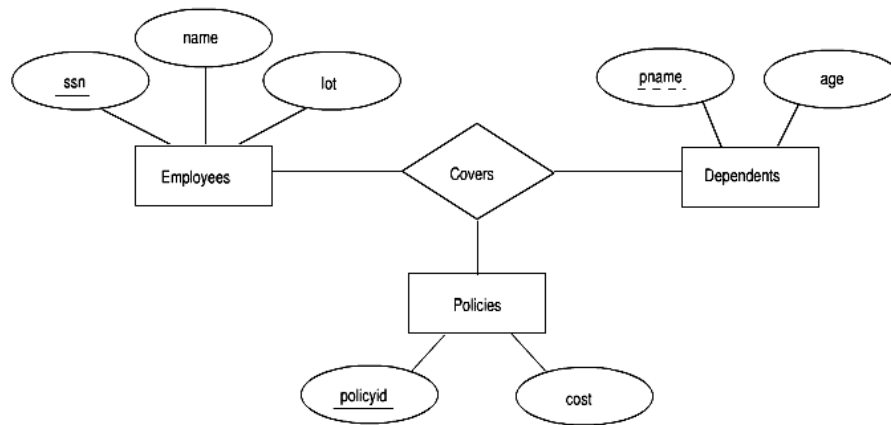 name
ssn
lot
pname
age
Employees
Covers
Dependents
Policies
policyid
cost